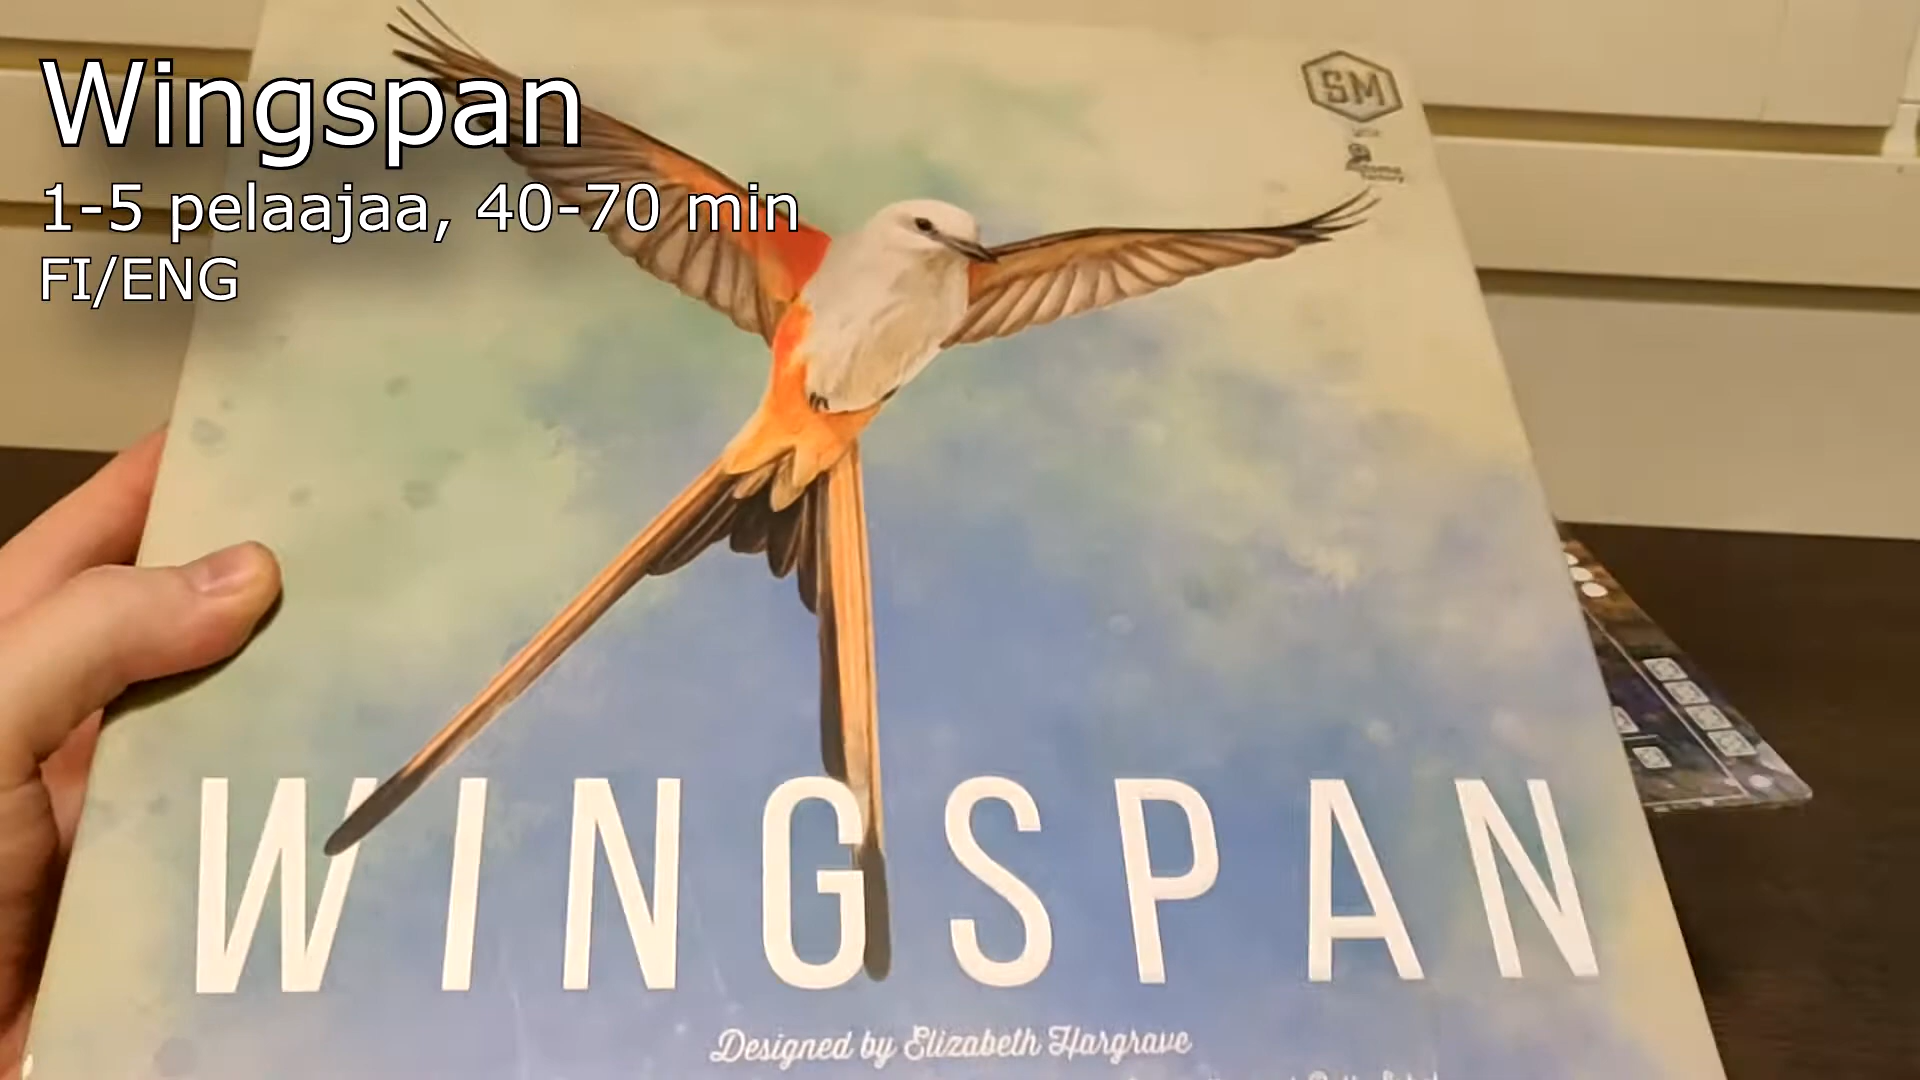 Wingspan
1-5 pelaajaa, 40-70 min
FI/ENG
SM
WINGSPAN
Designed by Elizabeth Hargrave